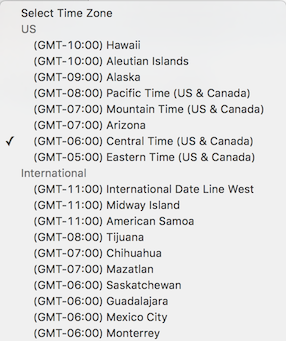 Select Time Zone
US
(GMT-10:00) Hawaii
(GMT-10:00) Aleutian Islands
(GMT-09:00) Alaska
(GMT-08:00) Pacific Time (US & Canada)
(GMT-07:00) Mountain Time (US & Canada)
(GMT-07:00) Arizona
✓ (GMT-06:00) Central Time (US & Canada)
(GMT-05:00) Eastern Time (US & Canada)
International
(GMT-11:00) International Date Line West
(GMT-11:00) Midway Island
(GMT-11:00) American Samoa
(GMT-08:00) Tijuana
(GMT-07:00) Chihuahua
(GMT-07:00) Mazatlan
(GMT-06:00) Saskatchewan
(GMT-06:00) Guadalajara
(GMT-06:00) Mexico City
(GMT-06:00) Monterrey